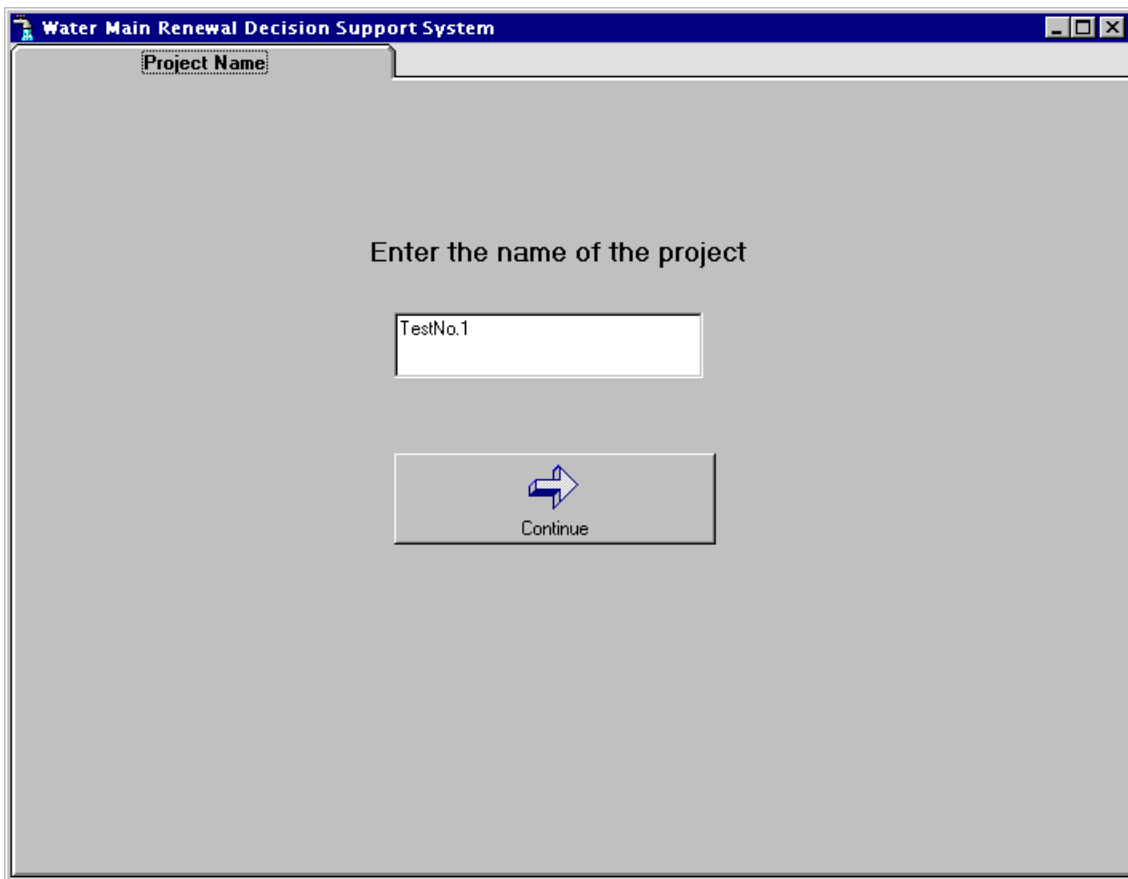 Water Main Renewal Decision Support System
Project Name
Enter the name of the project
TestNo.1
Continue